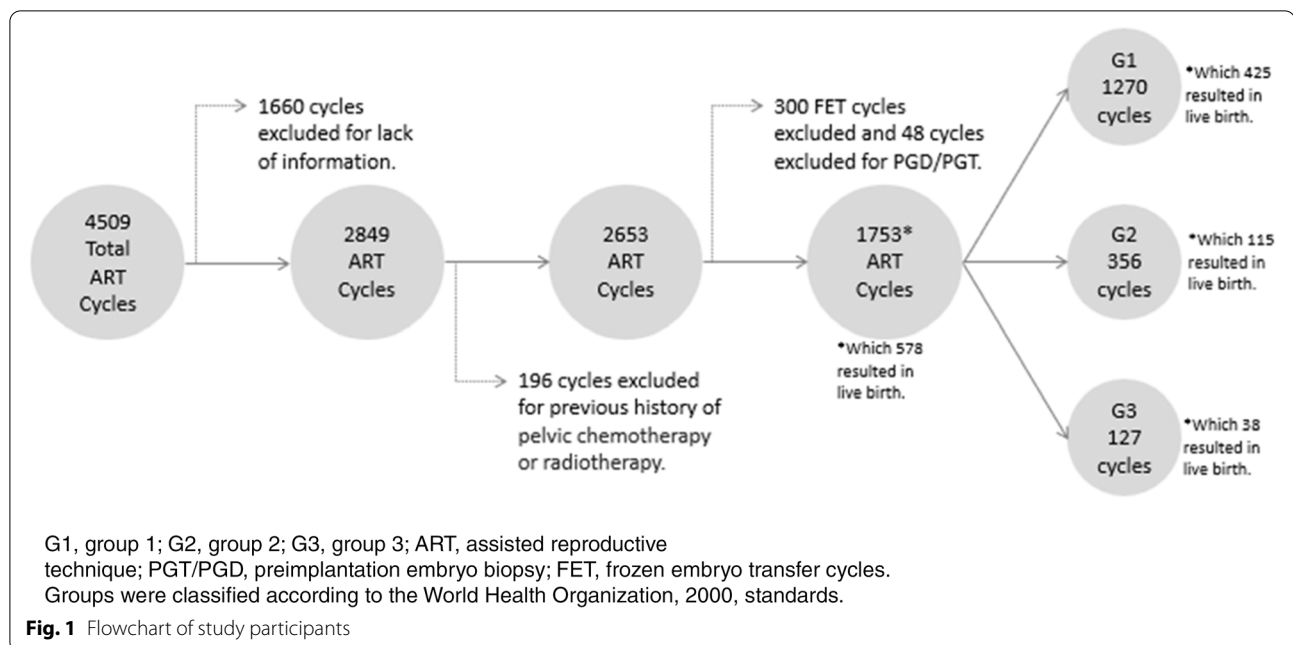 4509
Total
ART
Cycles
1660 cycles
excluded for lack
of information.
2849
ART
Cycles
196 cycles excluded
for previous history of
pelvic chemotherapy
or radiotherapy.
2653
ART
Cycles
300 FET cycles
excluded and 48 cycles
excluded for PGD/PGT.
1753*
ART
Cycles
*Which 578
resulted in
live birth.
G1
1270
cycles
*Which 425
resulted in
live birth.
G2
356
cycles
*Which 115
resulted in
live birth.
G3
127
cycles
*Which 38
resulted in
live birth.
G1, group 1; G2, group 2; G3, group 3; ART, assisted reproductive
technique; PGT/PGD, preimplantation embryo biopsy; FET, frozen embryo transfer cycles.
Groups were classified according to the World Health Organization, 2000, standards.
Fig. 1 Flowchart of study participants